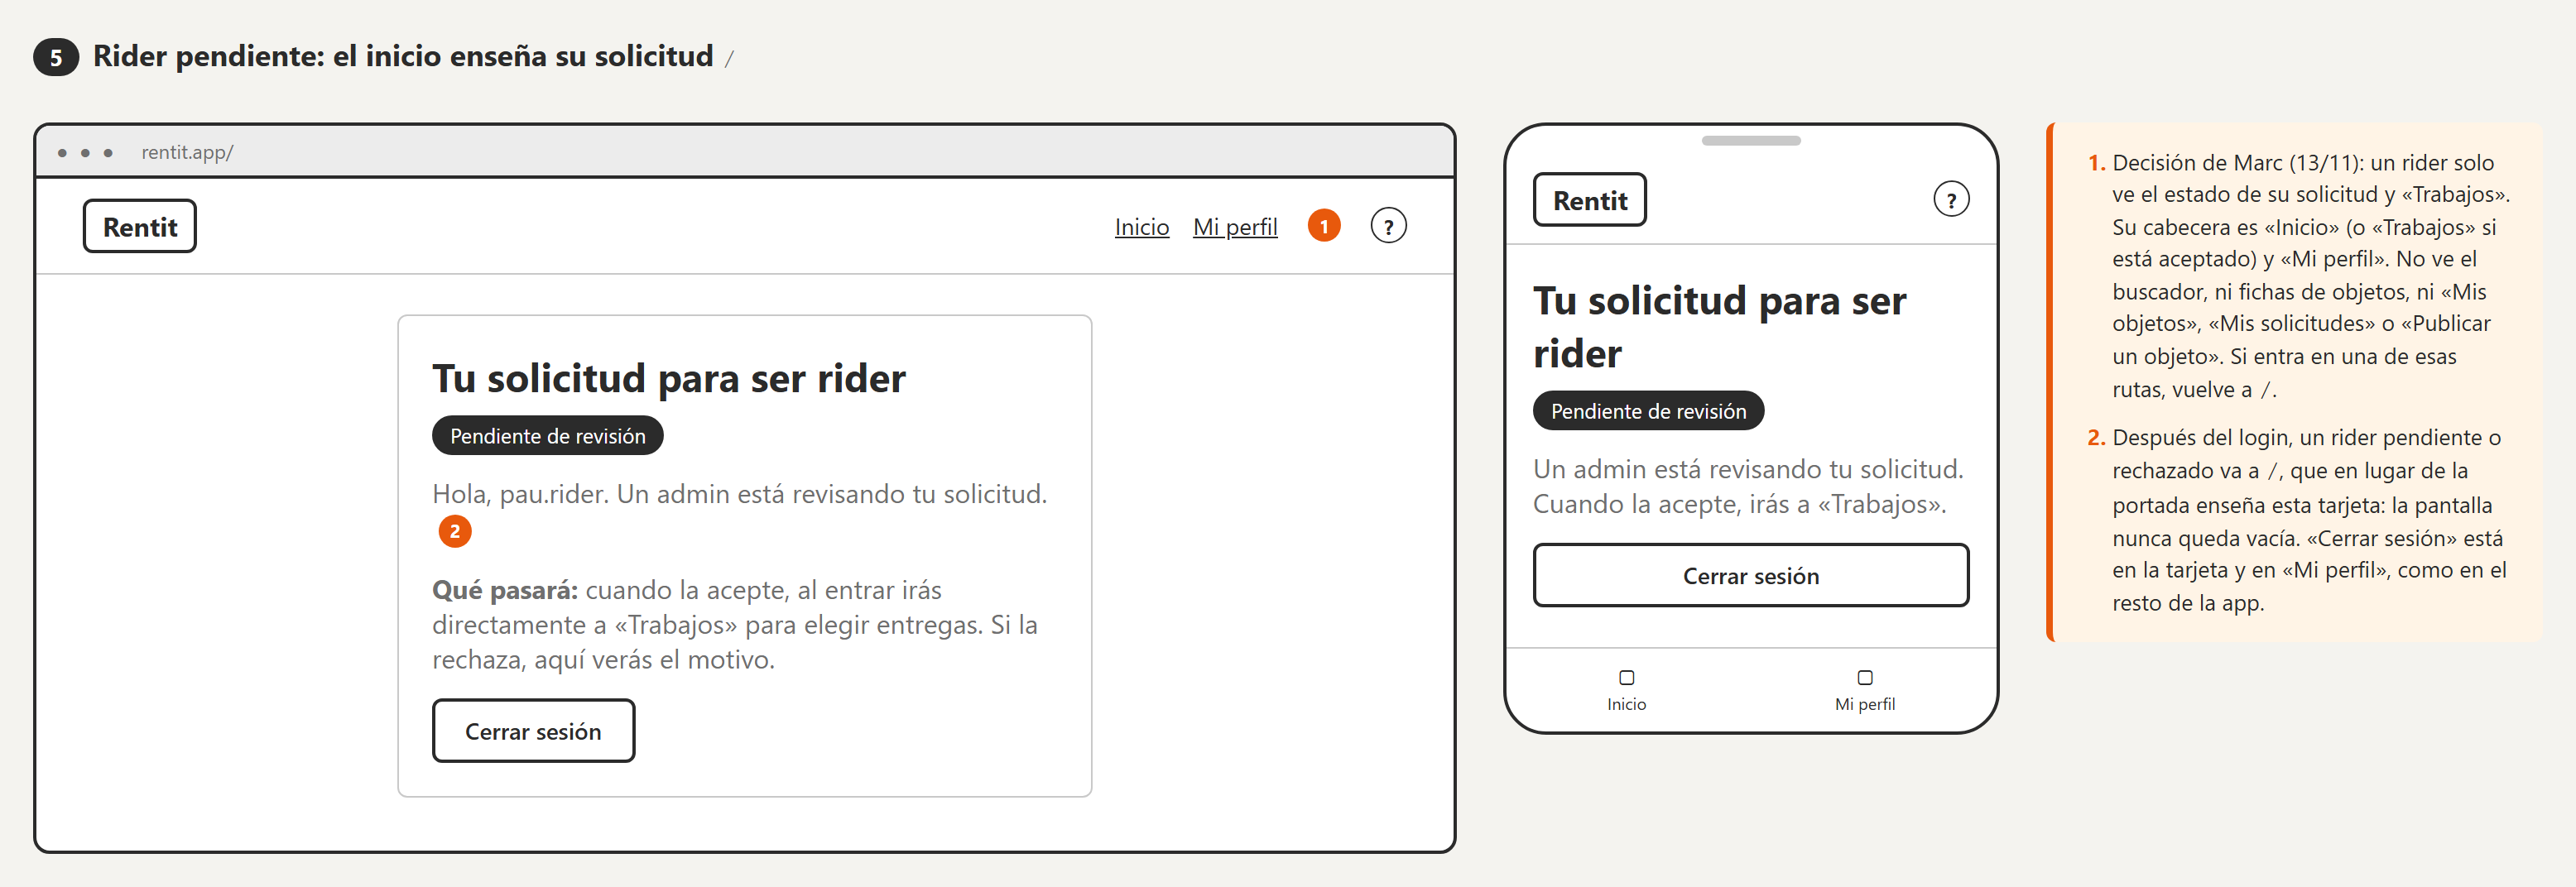 5 Rider pendiente: el inicio enseña su solicitud /
rentit.app/
Rentit
Inicio Mi perfil 1 ?
Tu solicitud para ser rider
Pendiente de revisión
Hola, pau.rider. Un admin está revisando tu solicitud.
2
Qué pasará: cuando la acepte, al entrar irás
directamente a «Trabajos» para elegir entregas. Si la
rechaza, aquí verás el motivo.
Cerrar sesión
Rentit ?
Tu solicitud para ser
rider
Pendiente de revisión
Un admin está revisando tu solicitud.
Cuando la acepte, irás a «Trabajos».
Cerrar sesión
Inicio Mi perfil
1. Decisión de Marc (13/11): un rider solo
ve el estado de su solicitud y «Trabajos».
Su cabecera es «Inicio» (o «Trabajos» si
está aceptado) y «Mi perfil». No ve el
buscador, ni fichas de objetos, ni «Mis
objetos», «Mis solicitudes» o «Publicar
un objeto». Si entra en una de esas
rutas, vuelve a /.
2. Después del login, un rider pendiente o
rechazado va a /, que en lugar de la
portada enseña esta tarjeta: la pantalla
nunca queda vacía. «Cerrar sesión» está
en la tarjeta y en «Mi perfil», como en el
resto de la app.